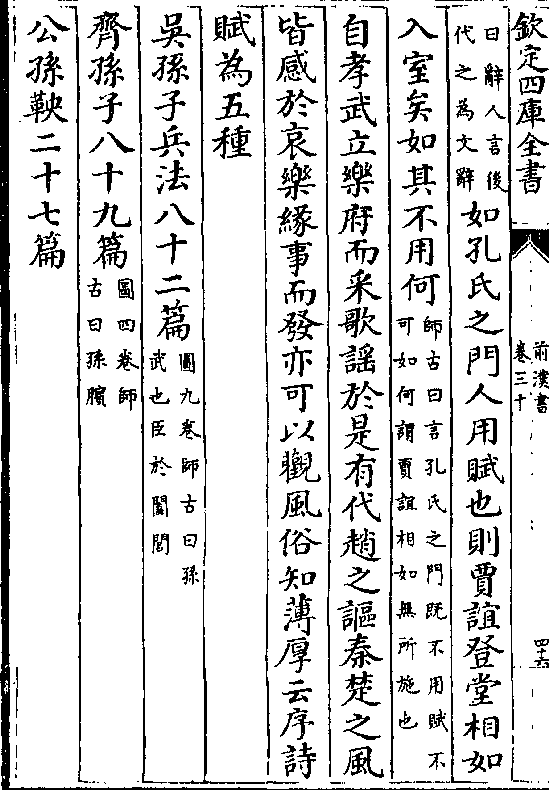 欽定四庫全書
前漢書
卷三十
四十六
曰辭人言後
代之為文辭
如孔氏之門人用賦也則賈誼登堂相如
入室矣如其不用何
師古曰言孔氏之門既不用賦不
可如何謂賈誼相如無所施也
自孝武立樂府而采歌謠於是有代趙之謳秦楚之風
皆感於哀樂緣事而發亦可以觀風俗知薄厚云序詩
賦為五種
吳孫子兵法八十二篇
圖九卷師古曰孫
武也臣於闔閭
齊孫子八十九篇
圖四卷師
古曰孫臏
公孫鞅二十七篇